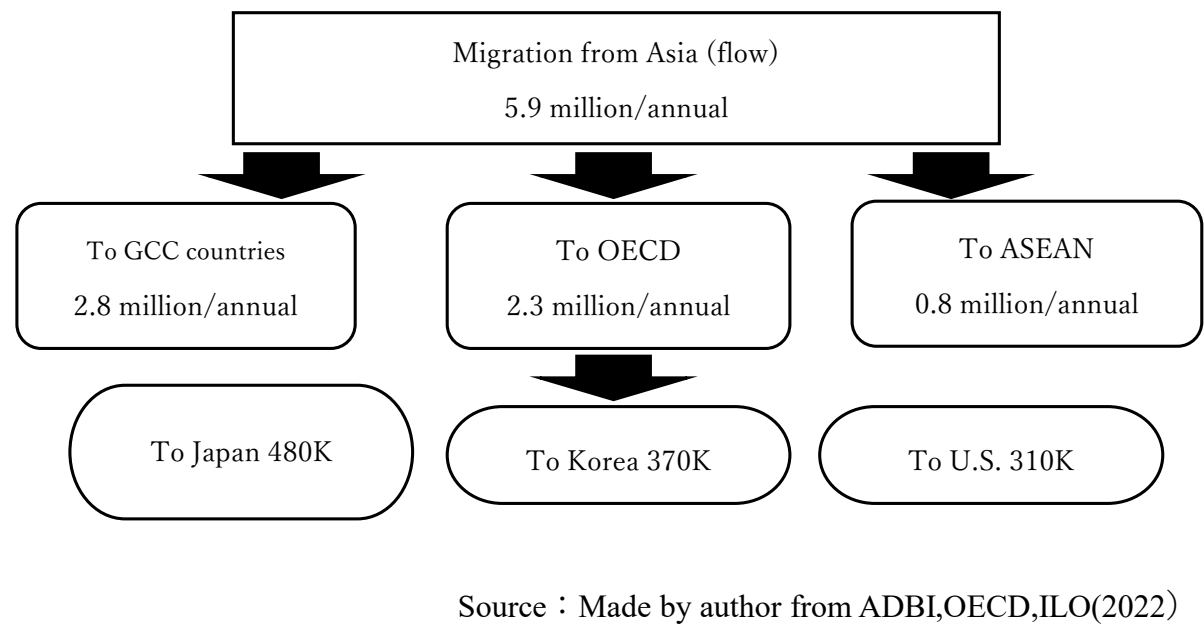 Migration from Asia (flow)
5.9 million/annual
To GCC countries
2.8 million/annual
To OECD
2.3 million/annual
To ASEAN
0.8 million/annual
To Japan 480K
To Korea 370K
To U.S. 310K
Source：Made by author from ADBI,OECD,ILO(2022）